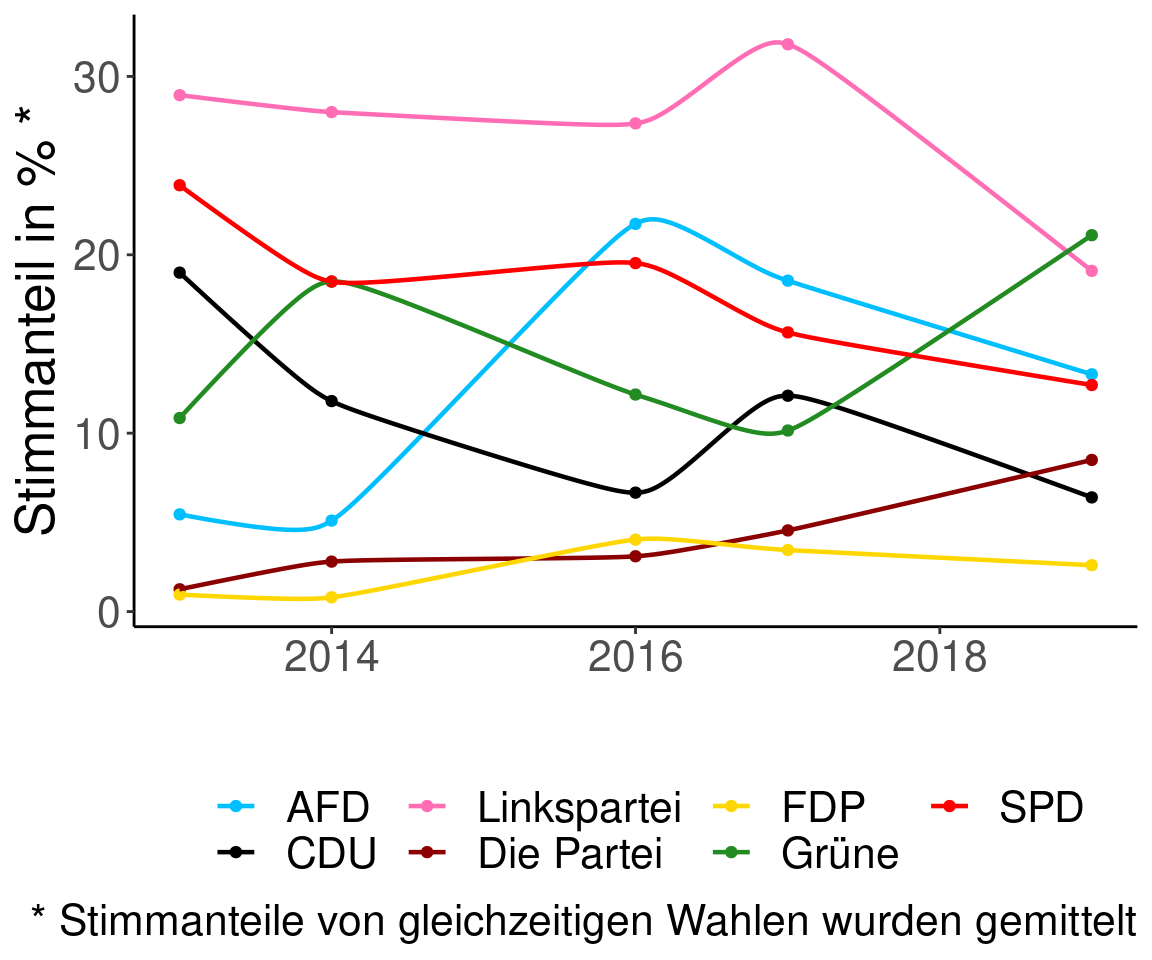 Stimmanteil in % *
30
20
10
0
2014 2016 2018
AFD Linkspartei FDP SPD
CDU Die Partei Grüne
* Stimmanteile von gleichzeitigen Wahlen wurden gemittelt